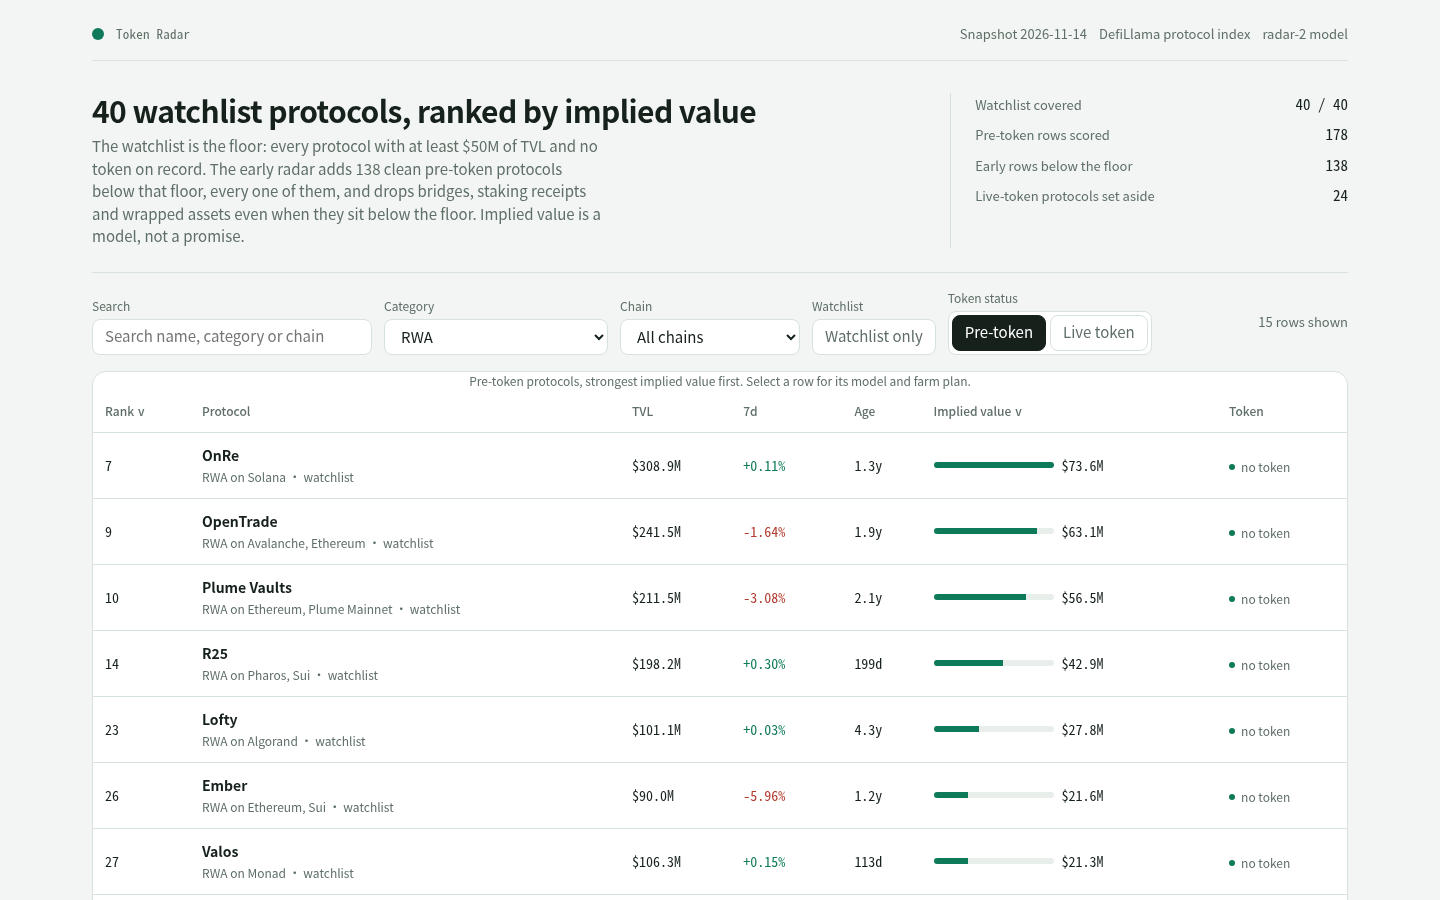 Token Radar
Snapshot 2026-11-14 DefiLlama protocol index radar-2 model
40 watchlist protocols, ranked by implied value
The watchlist is the floor: every protocol with at least $50M of TVL and no
token on record. The early radar adds 138 clean pre-token protocols
below that floor, every one of them, and drops bridges, staking receipts
and wrapped assets even when they sit below the floor. Implied value is a
model, not a promise.
Watchlist covered 40 / 40
Pre-token rows scored 178
Early rows below the floor 138
Live-token protocols set aside 24
Search Category Chain Watchlist Token status
Search name, category or chain RWA All chains Watchlist only Pre-token Live token 15 rows shown
Pre-token protocols, strongest implied value first. Select a row for its model and farm plan.
Rank v Protocol TVL 7d Age Implied value v Token
7 OnRe $308.9M +0.11% 1.3y $73.6M no token
RWA on Solana • watchlist
9 OpenTrade $241.5M -1.64% 1.9y $63.1M no token
RWA on Avalanche, Ethereum • watchlist
10 Plume Vaults $211.5M -3.08% 2.1y $56.5M no token
RWA on Ethereum, Plume Mainnet • watchlist
14 R25 $198.2M +0.30% 199d $42.9M no token
RWA on Pharos, Sui • watchlist
23 Lofty $101.1M +0.03% 4.3y $27.8M no token
RWA on Algorand • watchlist
26 Ember $90.0M -5.96% 1.2y $21.6M no token
RWA on Ethereum, Sui • watchlist
27 Valos $106.3M +0.15% 113d $21.3M no token
RWA on Monad • watchlist